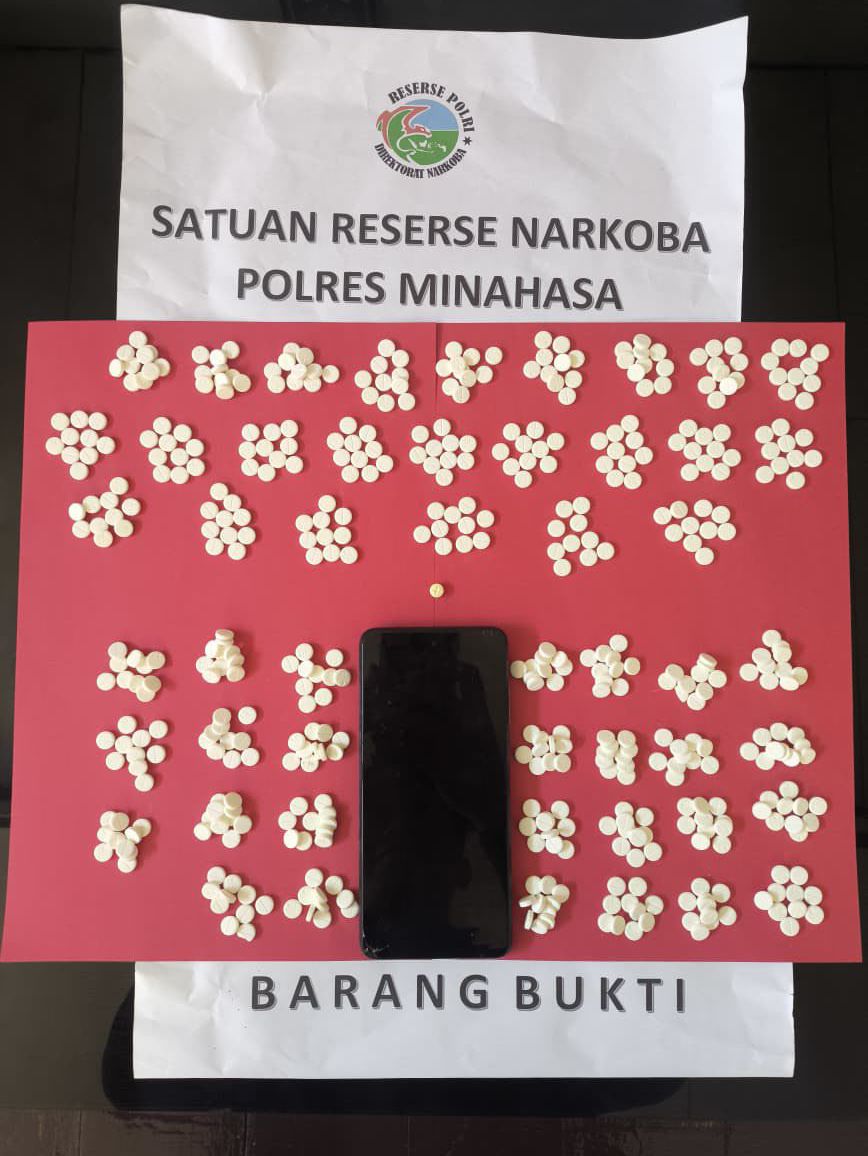 RESERSE POLRI
DIREKTORAT NARKOBA
SATUAN RESERSE NARKOBA
POLRES MINAHASA
BARANG BUKTI